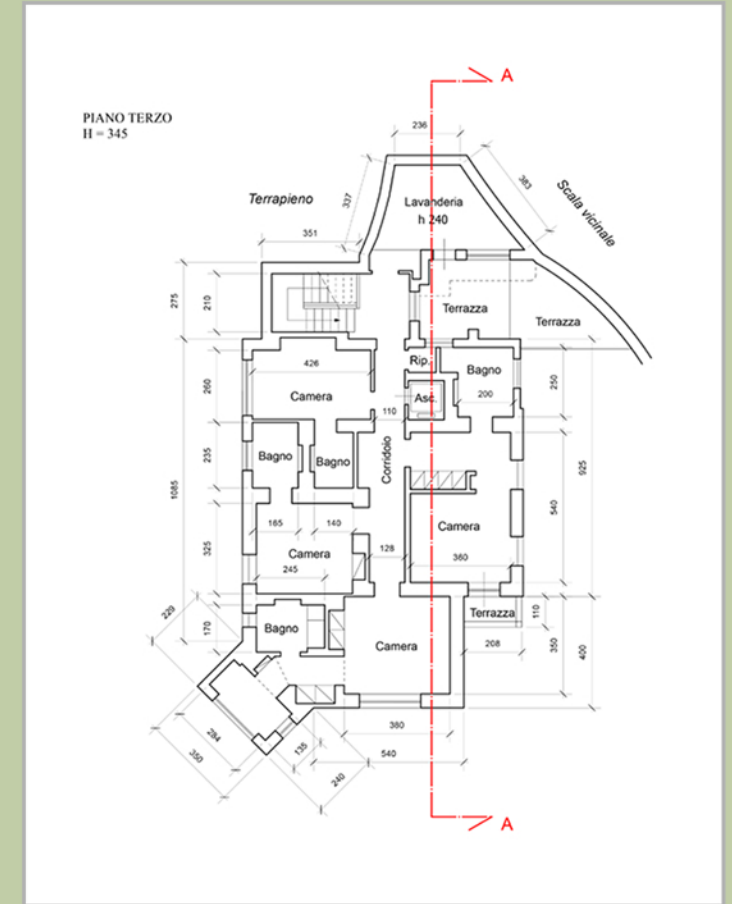 A
PIANO TERZO
H = 345
236
383
Scala vicinale
337
Terrapieno
Lavanderia
h 240
351
275
210
Terrazza
Terrazza
Rip.
Bagno
426
260
Camera
Asc.
200
250
110
Corridoio
235
Bagno
Bagno
925
1085
540
165
140
Camera
325
Camera
128
360
245
229
170
Bagno
Terrazza
110
208
350
400
Camera
284
350
135
240
380
540
A